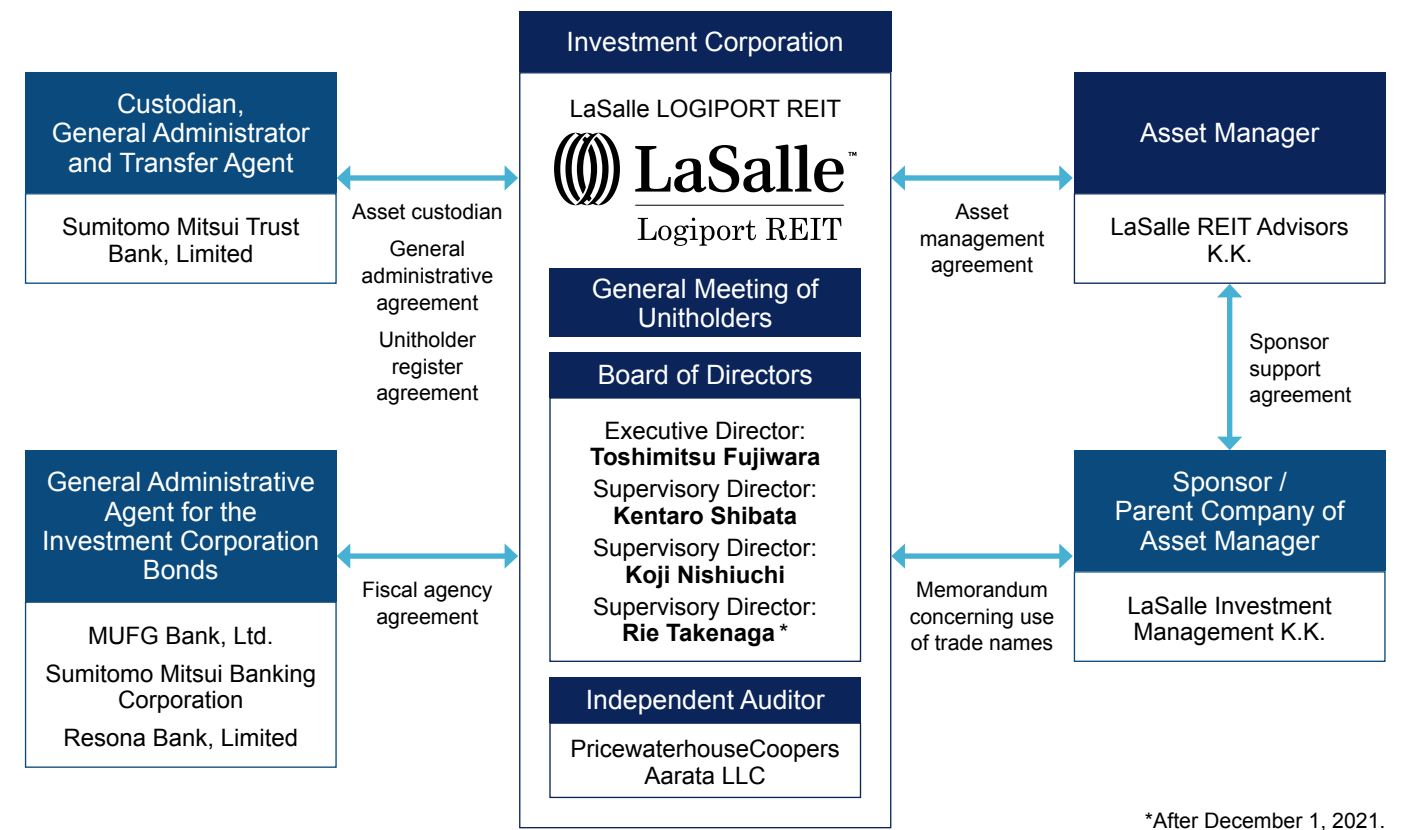 Investment Corporation
LaSalle LOGIPORT REIT
LaSalle™
Logiport REIT
General Meeting of
Unitholders
Board of Directors
Executive Director:
Toshimitsu Fujiwara
Supervisory Director:
Kentaro Shibata
Supervisory Director:
Koji Nishiuchi
Supervisory Director:
Rie Takenaga *
Independent Auditor
PricewaterhouseCoopers
Aarata LLC
Custodian,
General Administrator
and Transfer Agent
Sumitomo Mitsui Trust
Bank, Limited
Asset custodian
General
administrative
agreement
Unitholder
register
agreement
General Administrative
Agent for the
Investment Corporation
Bonds
MUFG Bank, Ltd.
Sumitomo Mitsui Banking
Corporation
Resona Bank, Limited
Fiscal agency
agreement
Asset Manager
LaSalle REIT Advisors
K.K.
Asset
management
agreement
Sponsor
support
agreement
Sponsor /
Parent Company of
Asset Manager
LaSalle Investment
Management K.K.
Memorandum
concerning use
of trade names
*After December 1, 2021.